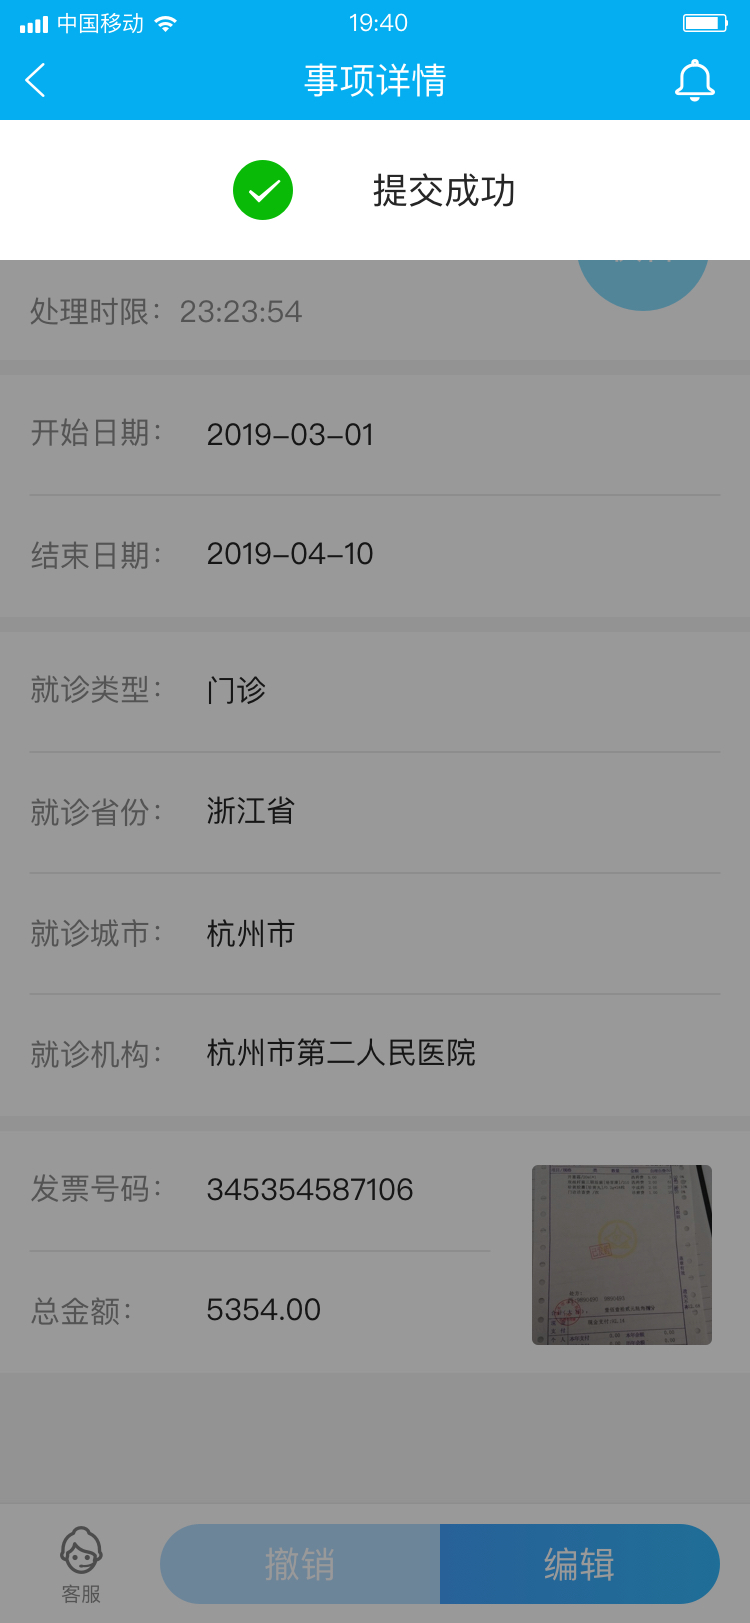 中国移动 19:40
事项详情
提交成功
处理时限： 23:23:54
开始日期： 2019-03-01
结束日期： 2019-04-10
就诊类型： 门诊
就诊省份： 浙江省
就诊城市： 杭州市
就诊机构： 杭州市第二人民医院
发票号码： 345354587106
总金额： 5354.00
客服
撤销
编辑